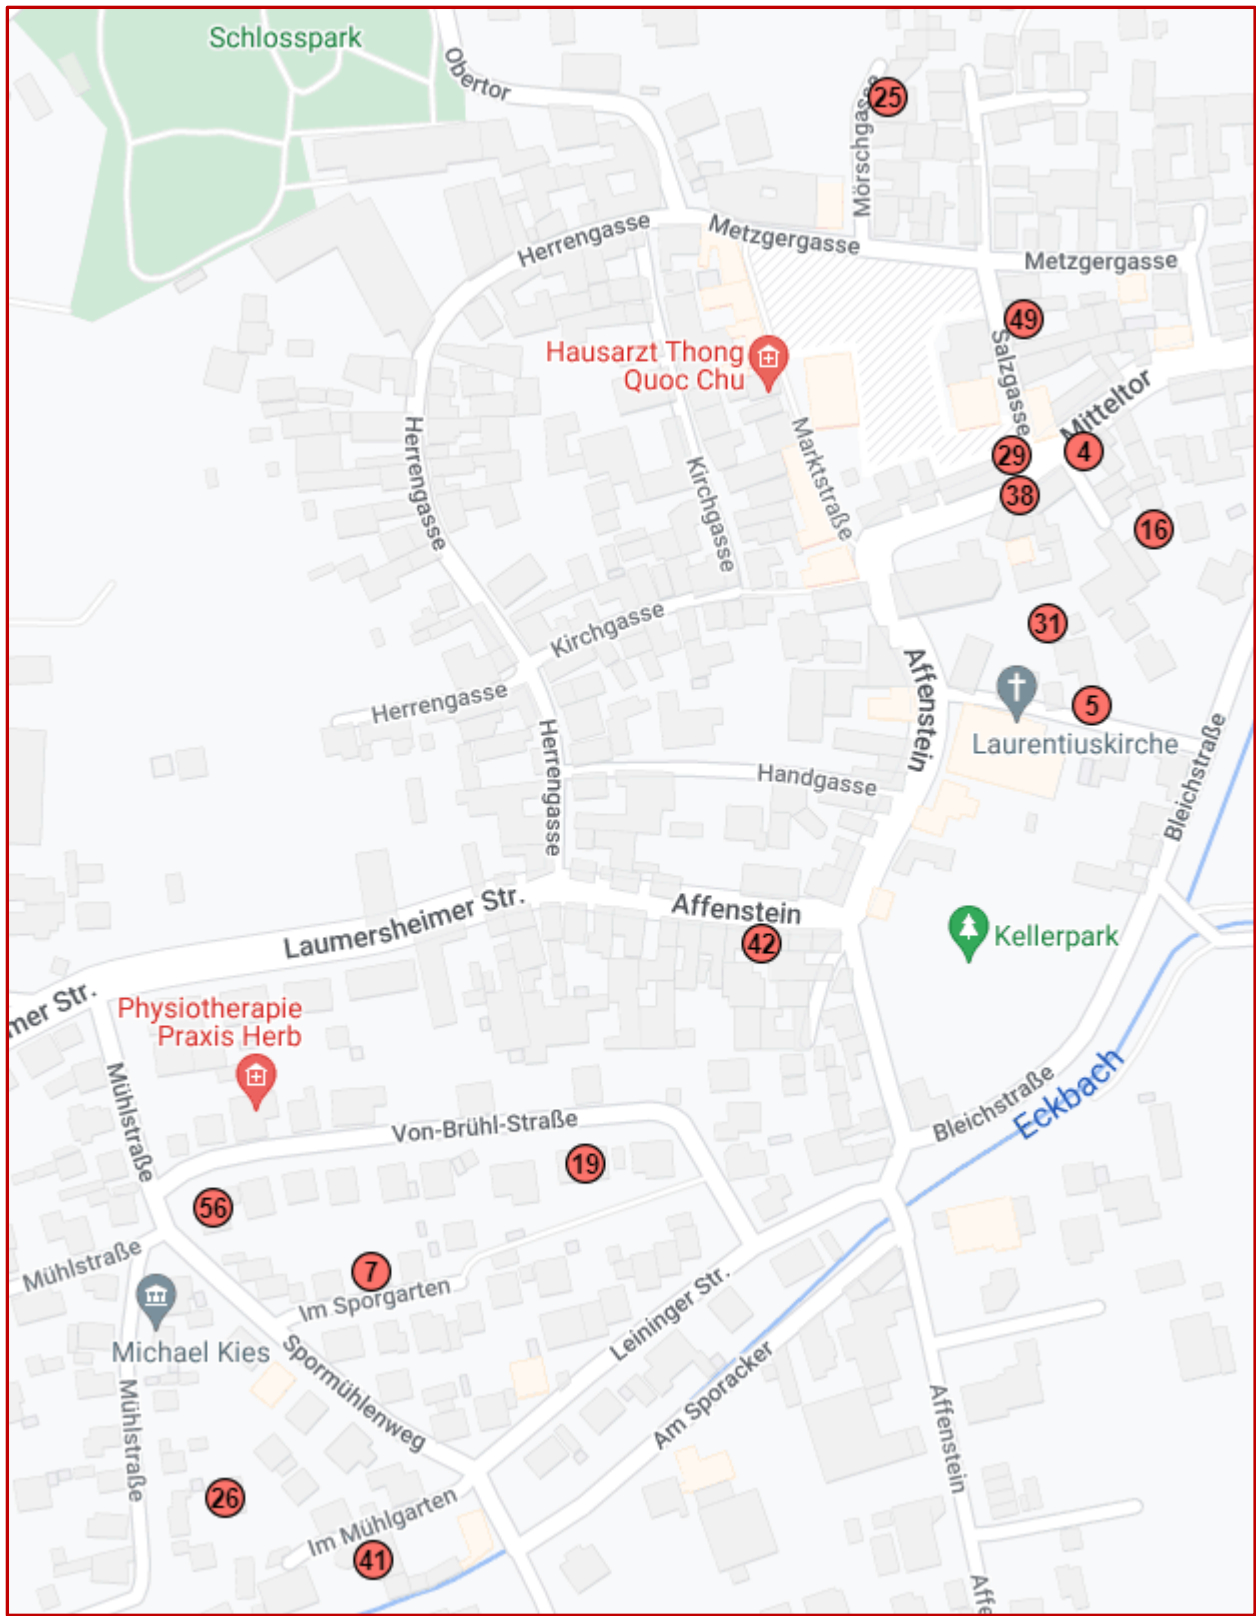 Schlosspark
Obertor
25
Mörschgasse
Herrengasse
Metzgergasse
Metzgergasse
49
Hausarzt Thong
Quoc Chu
Salzgasse
Mitteltor
Herrengasse
Marktstraße
29
4
Kirchgasse
38
16
Kirchgasse
31
Affenstein
Herrengasse
5
Laurentiuskirche
Herrengasse
Handgasse
Bleichstraße
Laumersheimer Str.
Affenstein
42
Kellerpark
mer Str.
Physiotherapie
Praxis Herb
Mühlstraße
Von-Brühl-Straße
Bleichstraße
Eckbach
19
56
Mühlstraße
7
Im Sporgarten
Leininger Str.
Michael Kies
Spormühlenweg
Am Sporacker
Mühlstraße
Affenstein
26
Im Mühlgarten
41
Affe